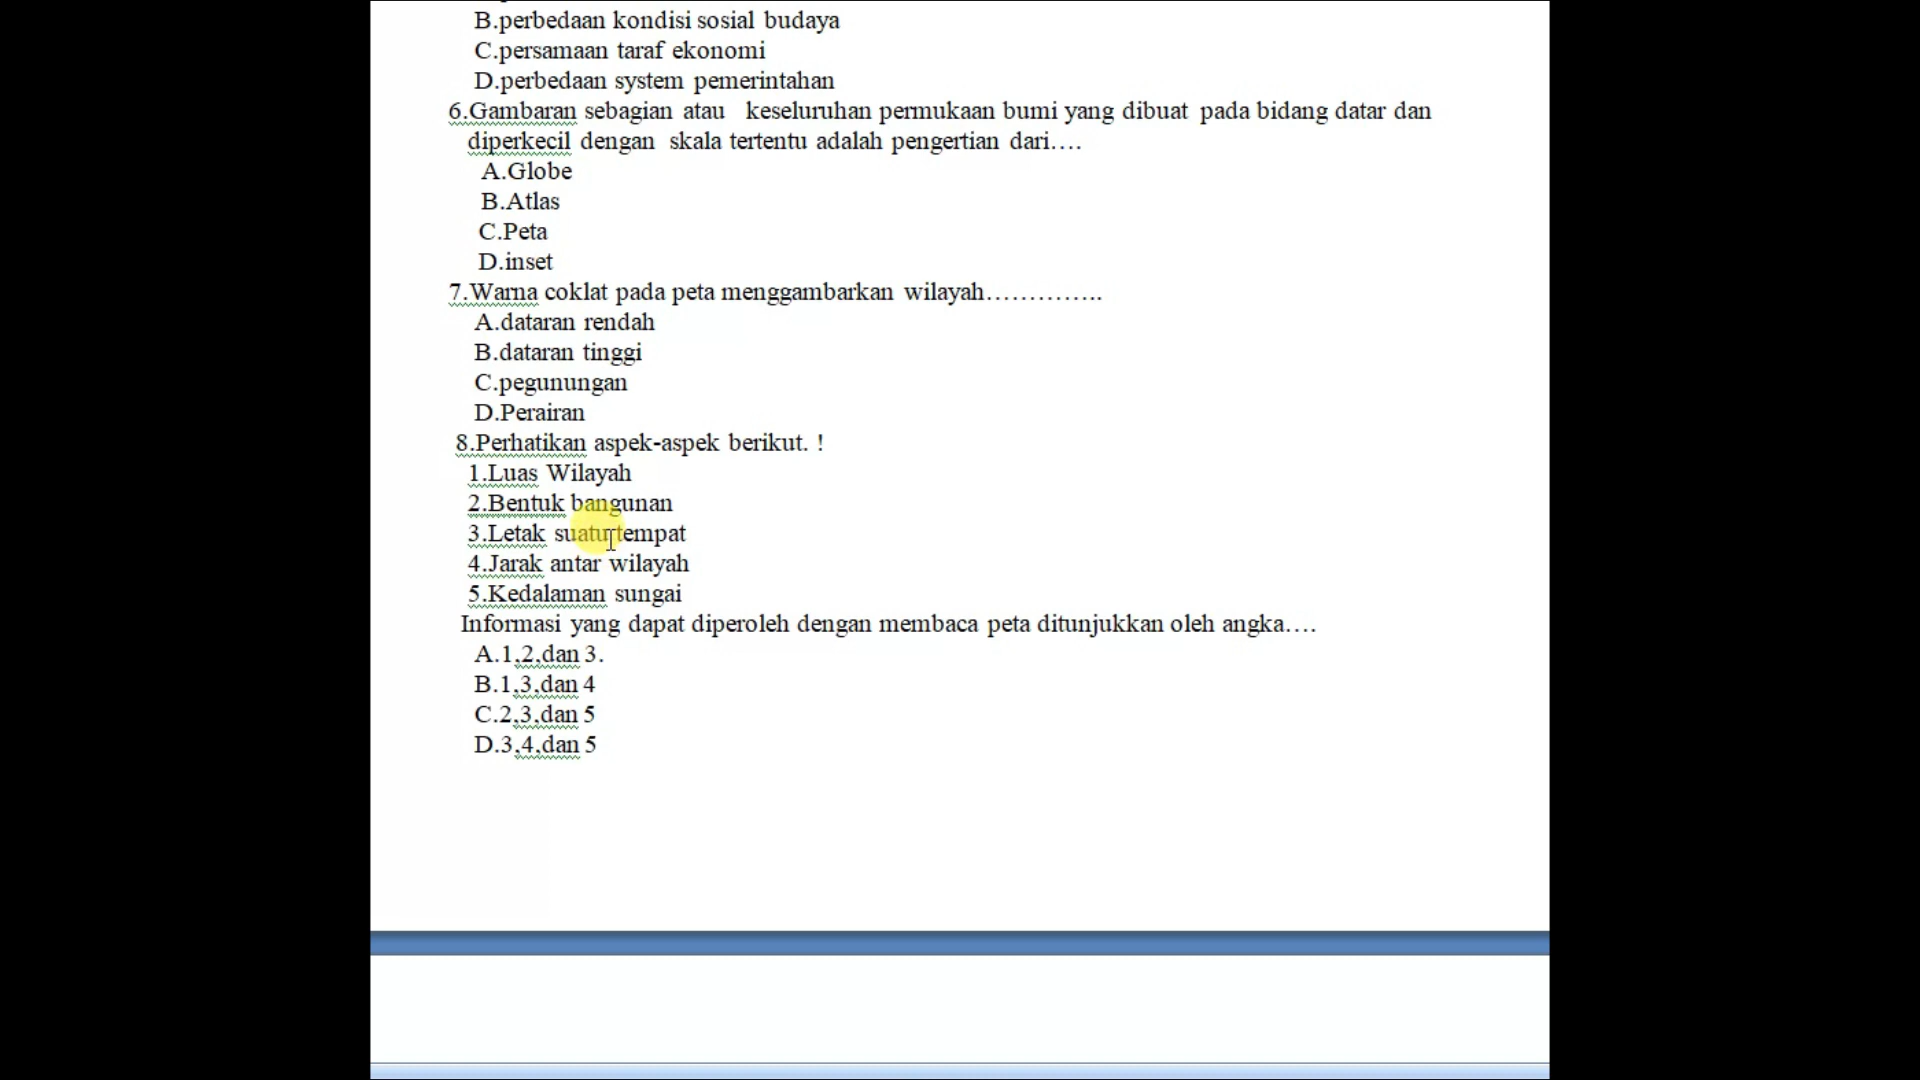 B.perbedaan kondisi sosial budaya
C.persamaan taraf ekonomi
D.perbedaan system pemerintahan
6.Gambaran sebagian atau keseluruhan permukaan bumi yang dibuat pada bidang datar dan
diperkecil dengan skala tertentu adalah pengertian dari….
A.Globe
B.Atlas
C.Peta
D.inset
7.Warna coklat pada peta menggambarkan wilayah…………..
A.dataran rendah
B.dataran tinggi
C.pegunungan
D.Perairan
8.Perhatikan aspek-aspek berikut. !
1.Luas Wilayah
2.Bentuk bangunan
3.Letak suatu tempat
4.Jarak antar wilayah
5.Kedalaman sungai
Informasi yang dapat diperoleh dengan membaca peta ditunjukkan oleh angka….
A.1,2,dan 3.
B.1,3,dan 4
C.2,3,dan 5
D.3,4,dan 5